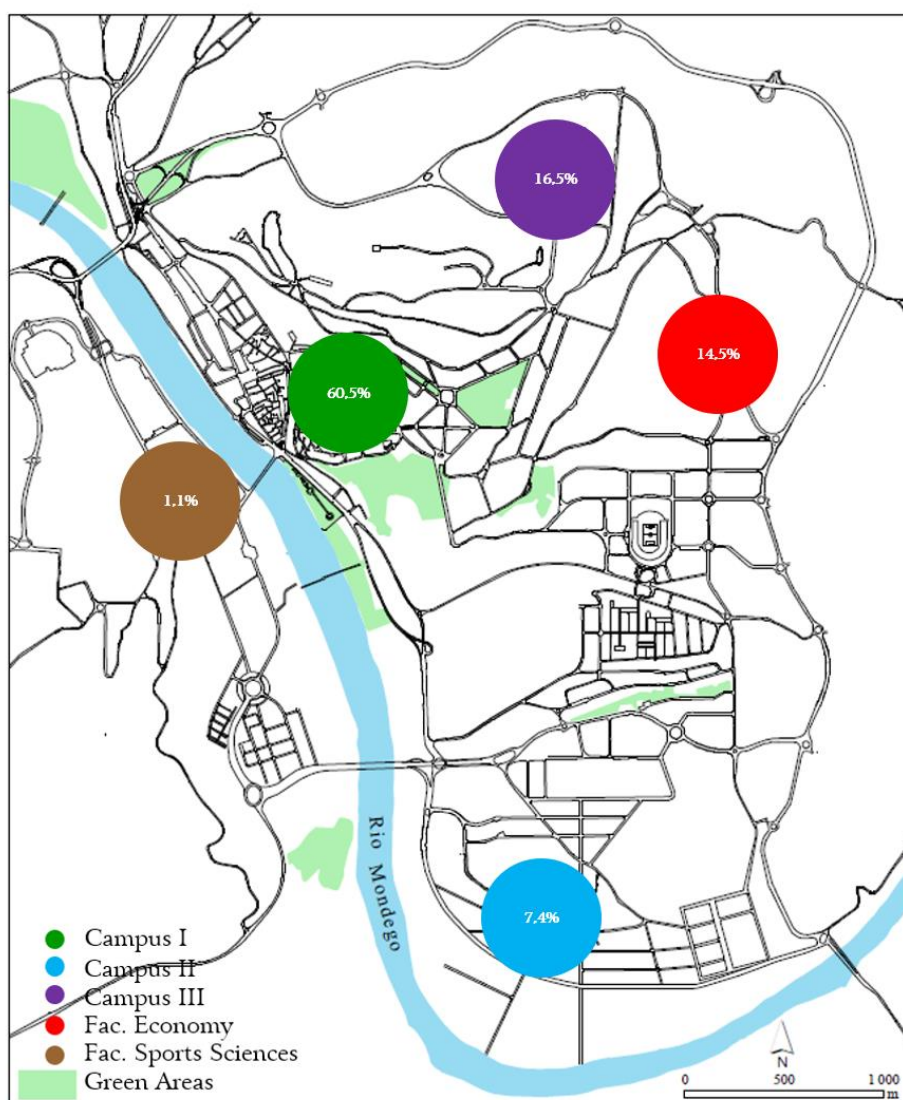 16,5%
14,5%
60,5%
1,1%
Rio Mondego
7,4%
Campus I
Campus II
Campus III
Fac. Economy
Fac. Sports Sciences
Green Areas
N
0 500 1 000
m